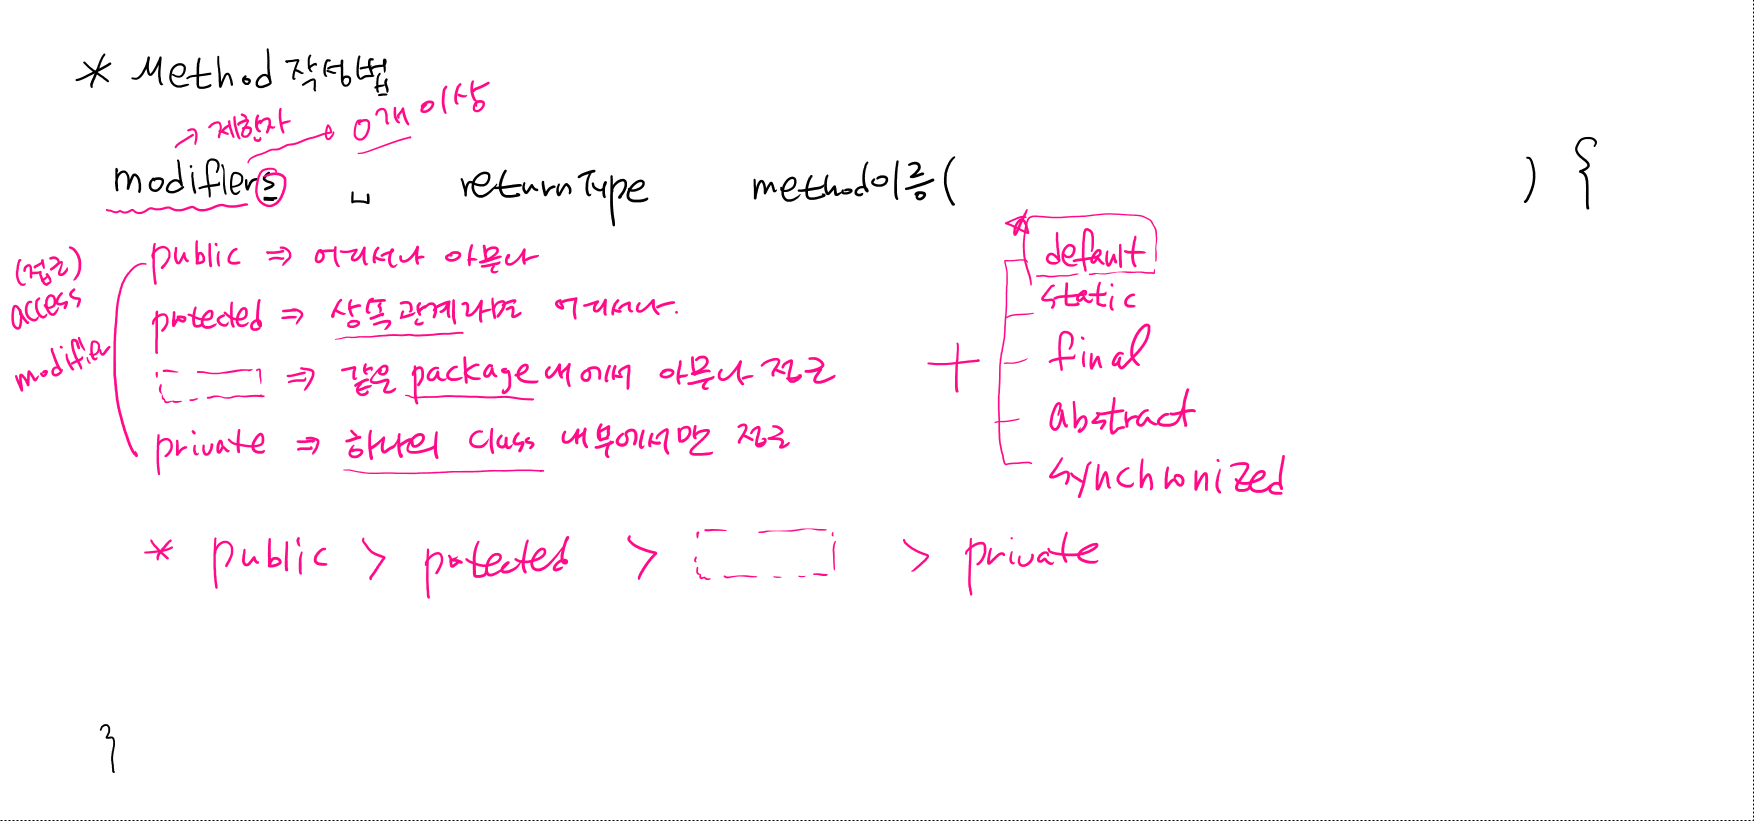 * Method 작성법
→ 제한자 → 0개 이상
modifiers ␣ returnType method이름( ) {
(접근) access modifier
public ⇒ 어디서나 아무나
protected ⇒ 상속관계라면 어디서나.
⇒ 같은 package 내에서 아무나 접근
private ⇒ 하나의 class 내부에서만 접근
+
* default
static
final
abstract
synchronized
* public > protected > > private
}